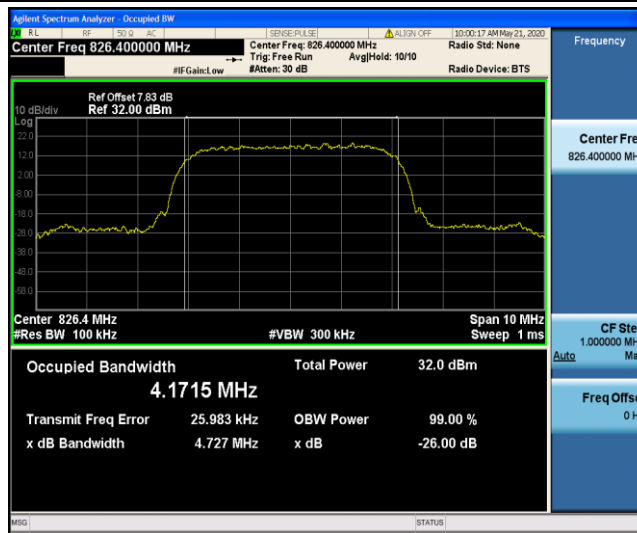 Agilent Spectrum Analyzer - Occupied BW
RL RF 50 Ω AC SENSE:PULSE ALIGN OFF 10:00:17 AM May 21, 2020
Center Freq 826.400000 MHz
Center Freq: 826.400000 MHz
Radio Std: None
Trig: Free Run Avg|Hold: 10/10
#IFGain:Low #Atten: 30 dB Radio Device: BTS
Ref Offset 7.83 dB
10 dB/div Ref 32.00 dBm
Log
22.0
12.0
2.00
-8.00
-18.0
-28.0
-38.0
-48.0
-58.0
Center 826.4 MHz Span 10 MHz
#Res BW 100 kHz #VBW 300 kHz Sweep 1 ms
Occupied Bandwidth Total Power 32.0 dBm
4.1715 MHz
Transmit Freq Error 25.983 kHz OBW Power 99.00 %
x dB Bandwidth 4.727 MHz x dB -26.00 dB
MSG STATUS
Frequency
Center Fre
826.400000 MH
CF Ste
1.000000 MH
Auto Ma
Freq Offs
0 H